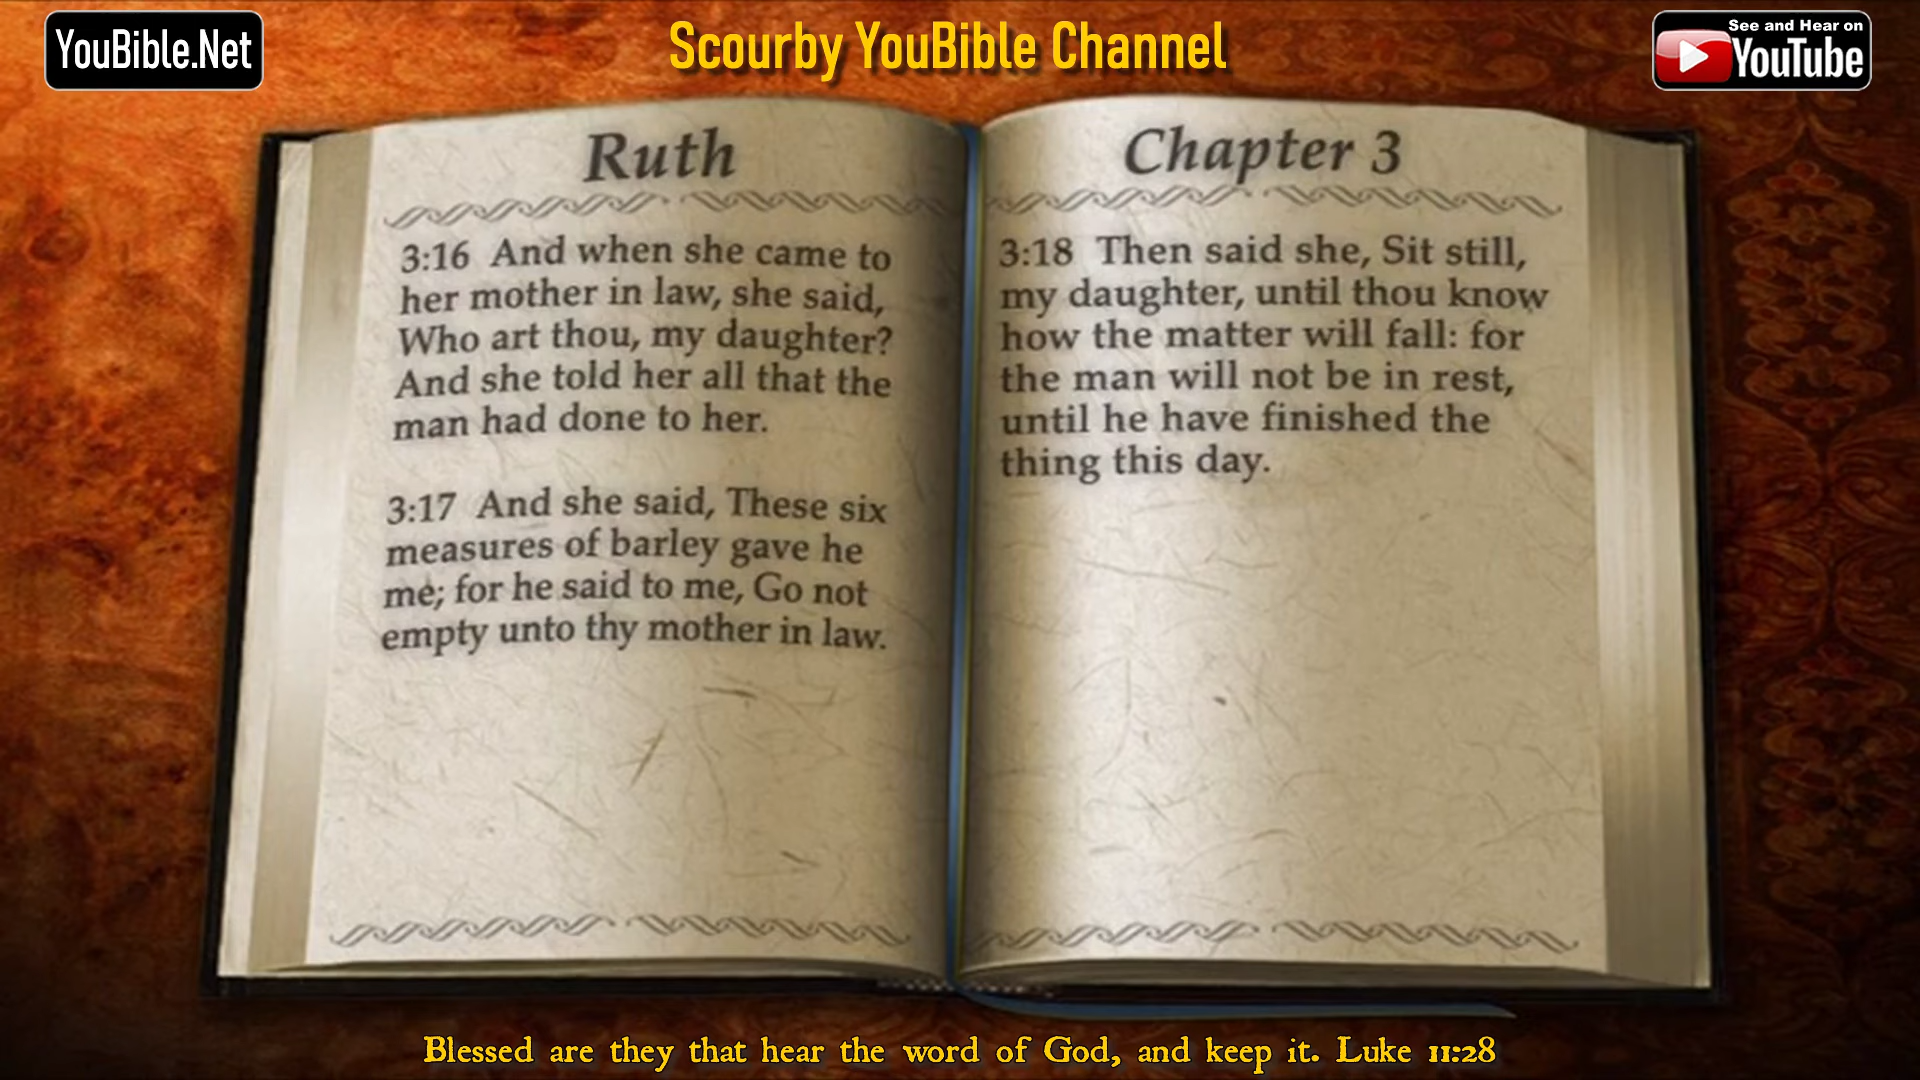 YouBible.Net
Scourby YouBible Channel
See and Hear on
YouTube
Ruth
3:16 And when she came to
her mother in law, she said,
Who art thou, my daughter?
And she told her all that the
man had done to her.
3:17 And she said, These six
measures of barley gave he
me; for he said to me, Go not
empty unto thy mother in law.
Chapter 3
3:18 Then said she, Sit still,
my daughter, until thou know
how the matter will fall: for
the man will not be in rest,
until he have finished the
thing this day.
Blessed are they that hear the word of God, and keep it. Luke 11:28